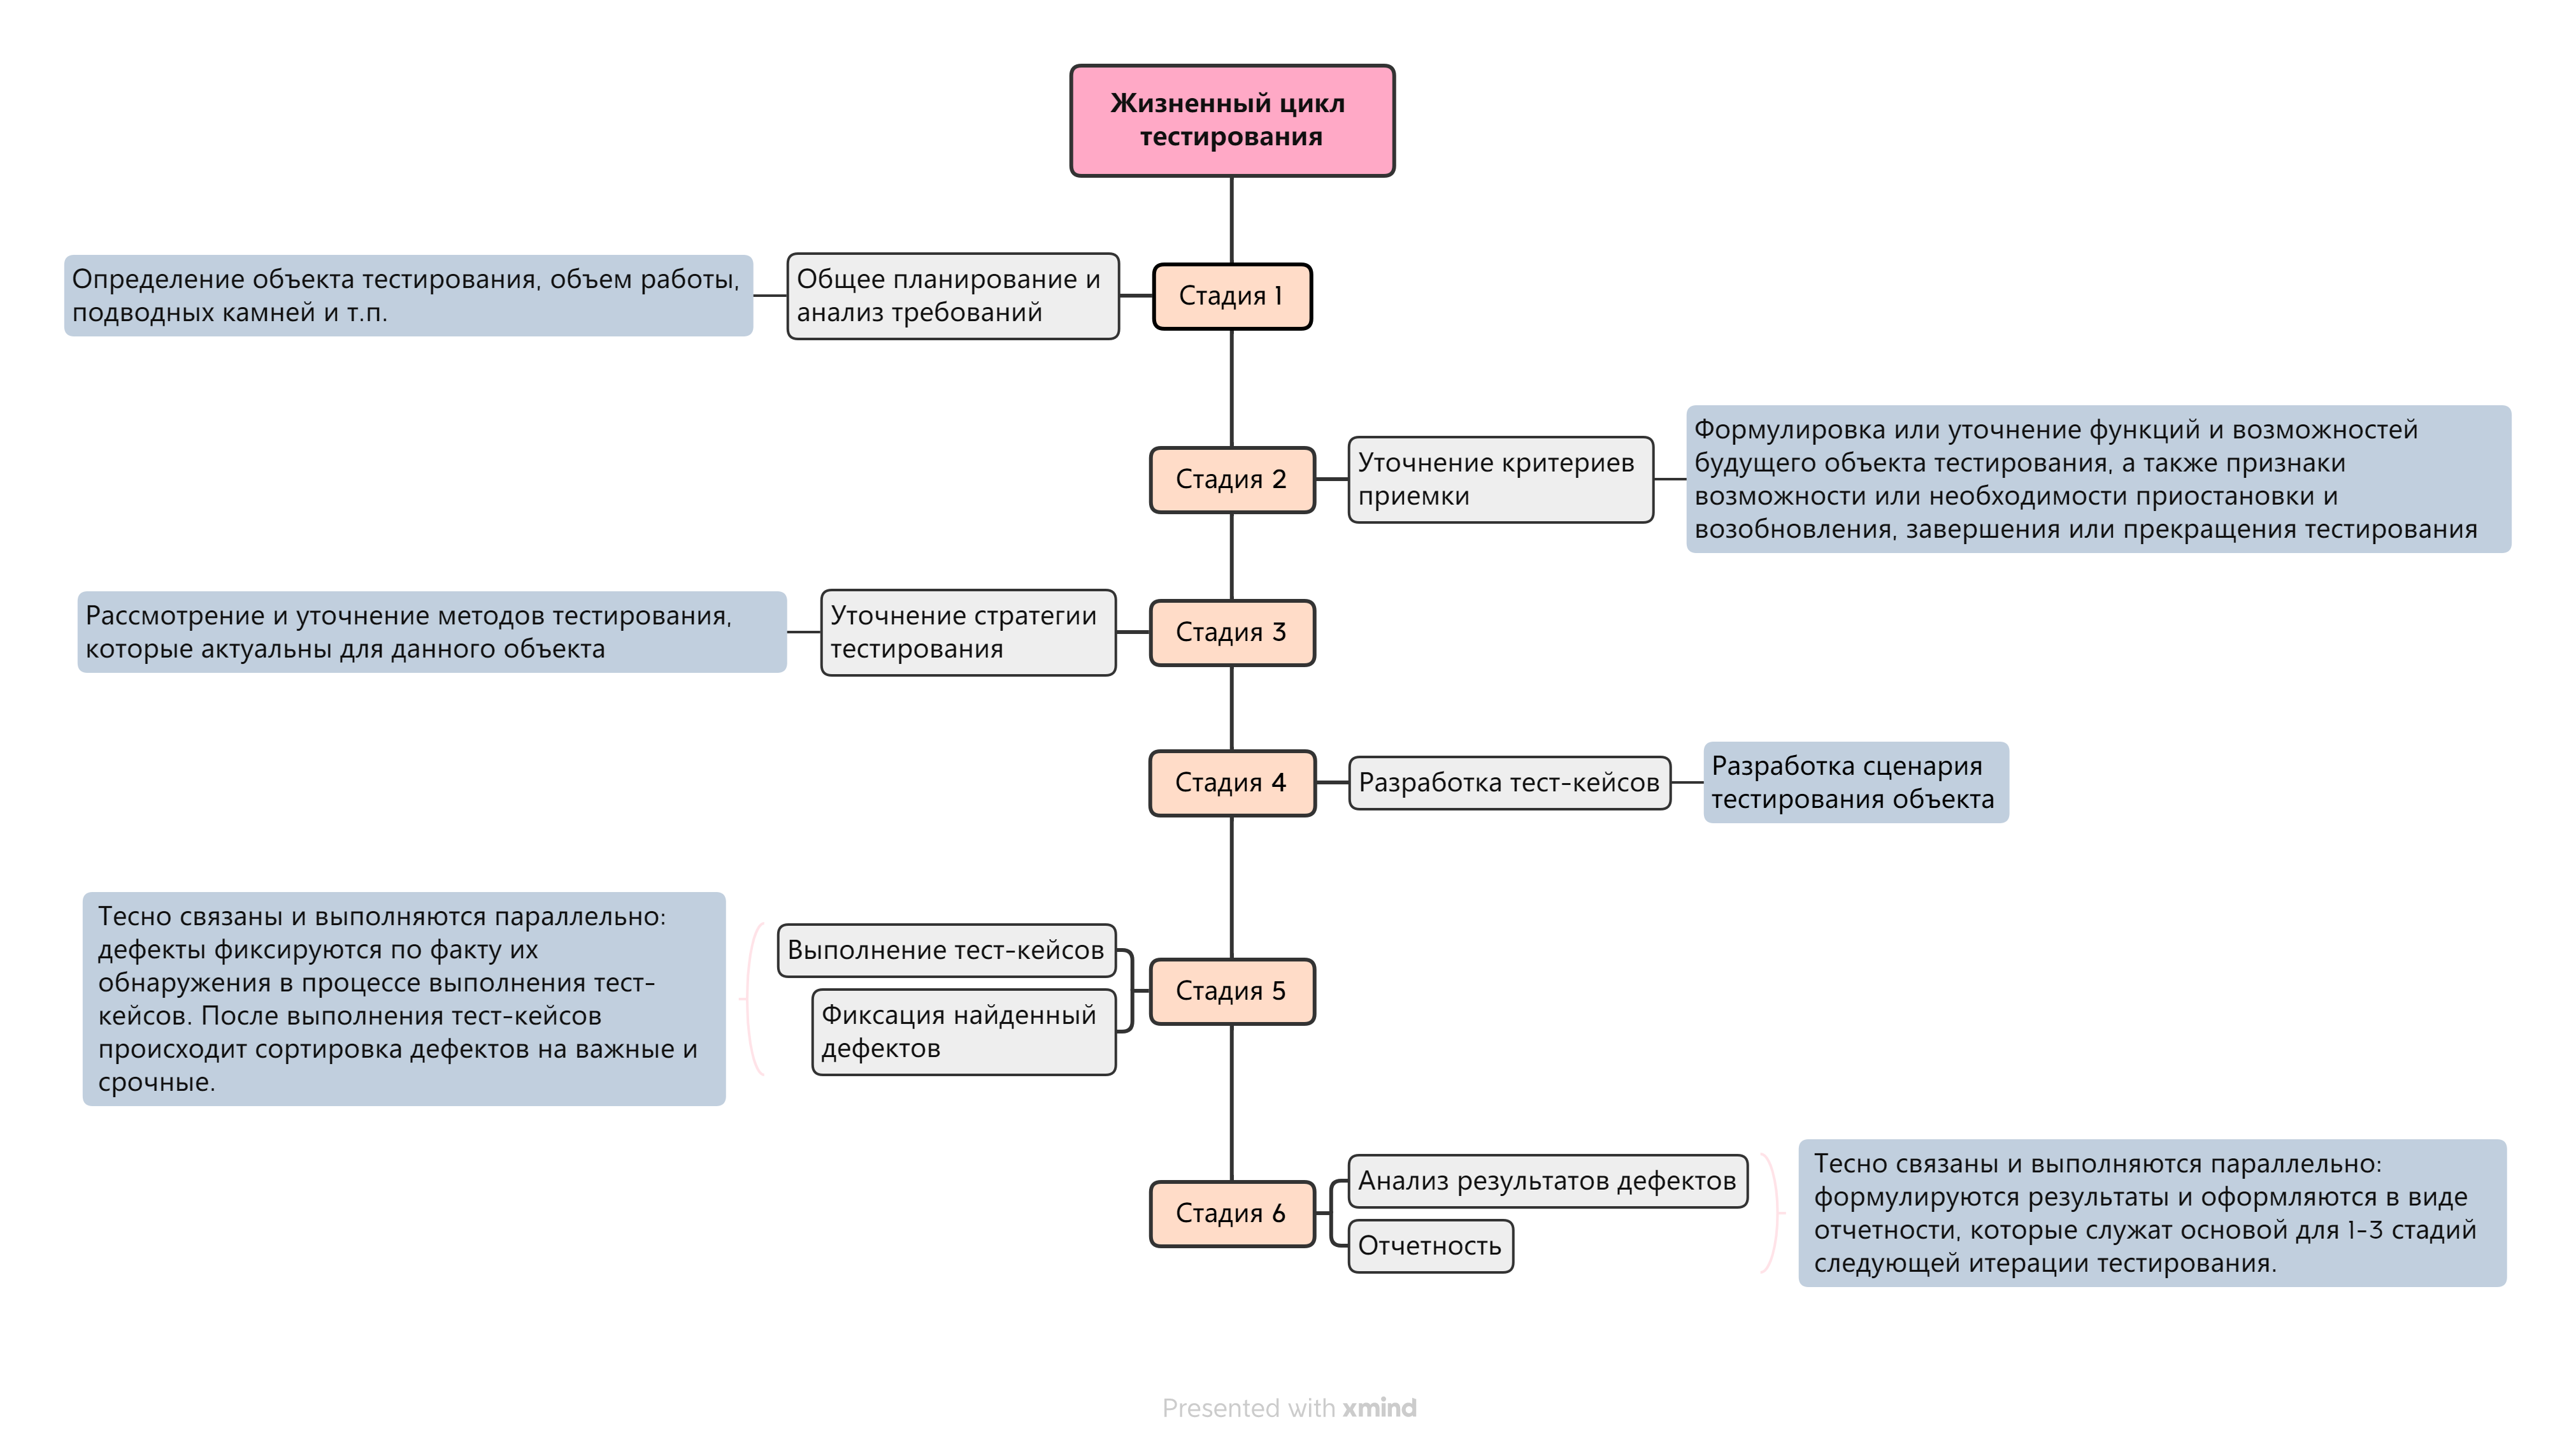 Жизненный цикл
тестирования
Определение объекта тестирования, объем работы,
подводных камней и т.п.
Общее планирование и
анализ требований
Стадия 1
Стадия 2
Уточнение критериев
приемки
Формулировка или уточнение функций и возможностей
будущего объекта тестирования, а также признаки
возможности или необходимости приостановки и
возобновления, завершения или прекращения тестирования
Рассмотрение и уточнение методов тестирования,
которые актуальны для данного объекта
Уточнение стратегии
тестирования
Стадия 3
Стадия 4
Разработка тест-кейсов
Разработка сценария
тестирования объекта
Тесно связаны и выполняются параллельно:
дефекты фиксируются по факту их
обнаружения в процессе выполнения тест-
кейсов. После выполнения тест-кейсов
происходит сортировка дефектов на важные и
срочные.
Выполнение тест-кейсов
Фиксация найденный
дефектов
Стадия 5
Стадия 6
Анализ результатов дефектов
Отчетность
Тесно связаны и выполняются параллельно:
формулируются результаты и оформляются в виде
отчетности, которые служат основой для 1-3 стадий
следующей итерации тестирования.
Presented with xmind